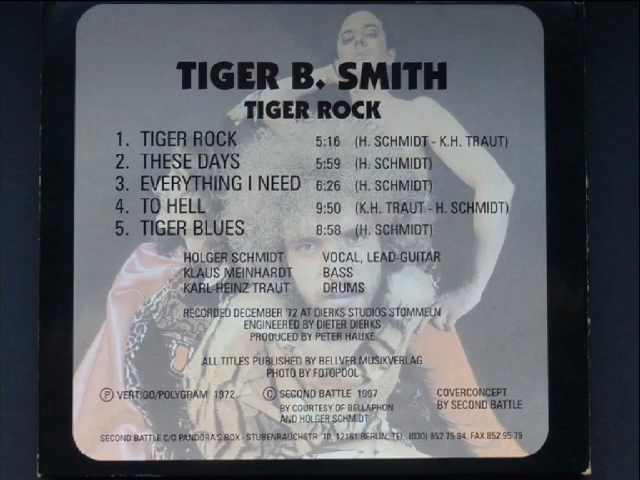 TIGER B. SMITH
TIGER ROCK
1. TIGER ROCK 5:16 (H. SCHMIDT - K.H. TRAUT)
2. THESE DAYS 5:59 (H. SCHMIDT)
3. EVERYTHING I NEED 6:26 (H. SCHMIDT)
4. TO HELL 9:50 (K.H. TRAUT - H. SCHMIDT)
5. TIGER BLUES 8:58 (H. SCHMIDT)
HOLGER SCHMIDT VOCAL, LEAD-GUITAR
KLAUS MEINHARDT BASS
KARL-HEINZ TRAUT DRUMS
RECORDED DECEMBER '72 AT DIERKS STUDIOS STOMMELN
ENGINEERED BY DIETER DIERKS
PRODUCED BY PETER HAUKE
ALL TITLES PUBLISHED BY BELLVER MUSIKVERLAG
PHOTO BY FOTOPOOL
Ⓟ VERTIGO/POLYGRAM 1972 © SECOND BATTLE 1997 COVERCONCEPT
BY COURTESY OF BELLAPHON BY SECOND BATTLE
AND HOLGER SCHMIDT
SECOND BATTLE C/O PANDORAS BOX - STUBENRAUCHSTR. 70, 12161 BERLIN, TEL. (030) 852 75 94, FAX 852 95 79